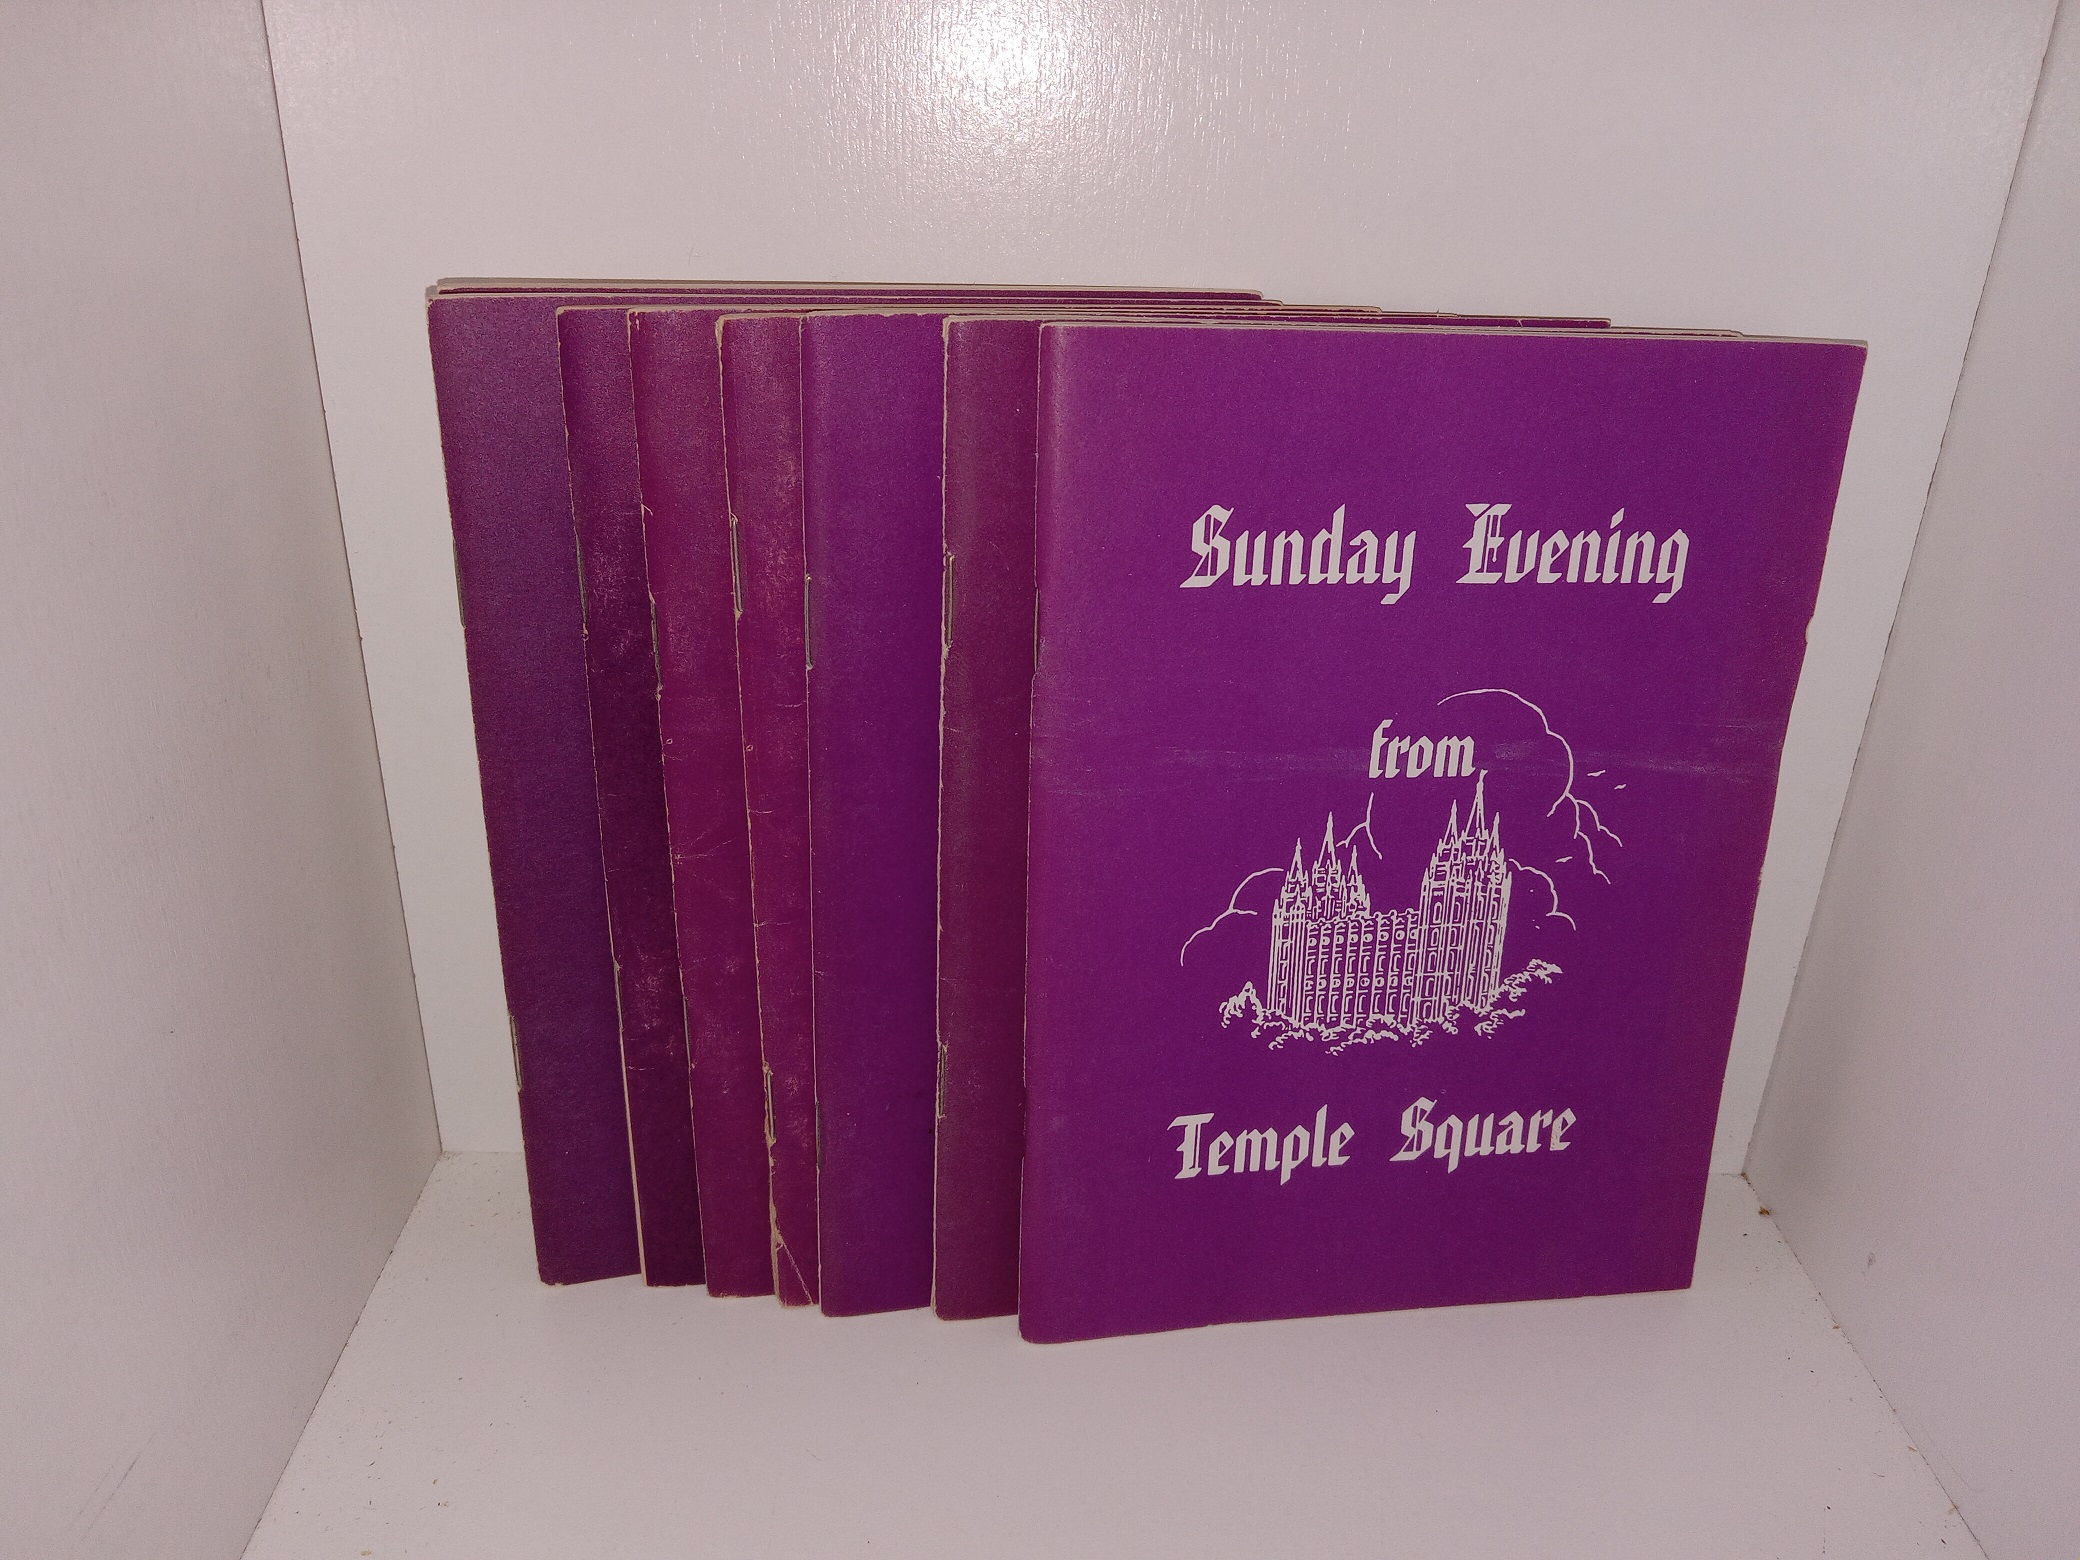 Sunday Evening
from
Temple Square